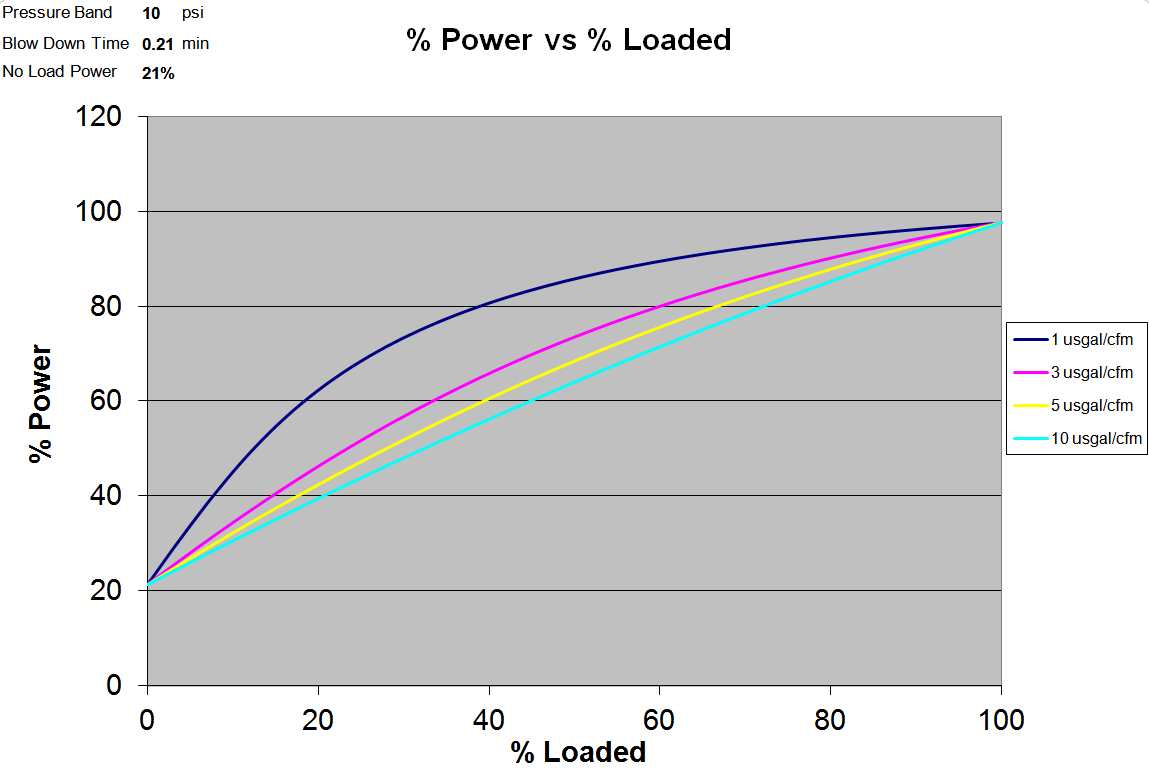 Pressure Band 10 psi
Blow Down Time 0.21 min
No Load Power 21%
% Power vs % Loaded
120
100
80
60
40
20
0
% Power
0 20 40 60 80 100
% Loaded
1 usgal/cfm
3 usgal/cfm
5 usgal/cfm
10 usgal/cfm